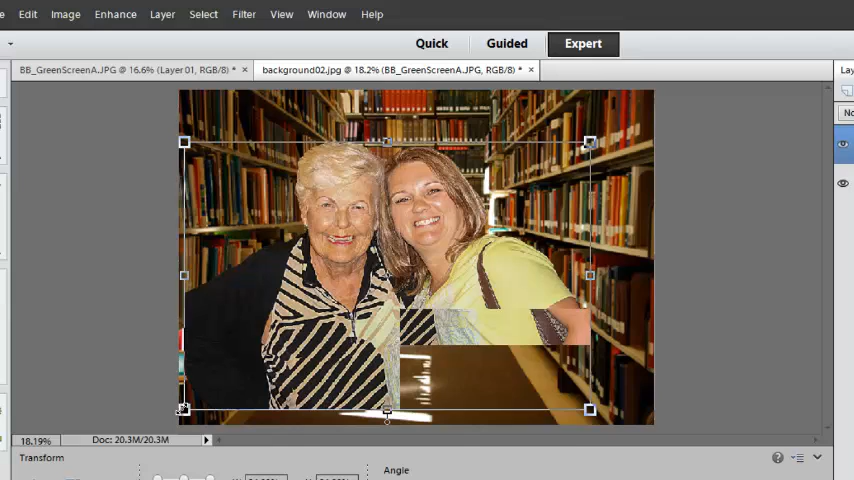 Edit Image Enhance Layer Select Filter View Window Help
Quick Guided Expert
BB_GreenScreenA.JPG @ 16.6% (Layer 01, RGB/8) * × background02.jpg @ 18.2% (BB_GreenScreenA.JPG, RGB/8) * ×
18.19% Doc: 20.3M/20.3M
Transform
Angle